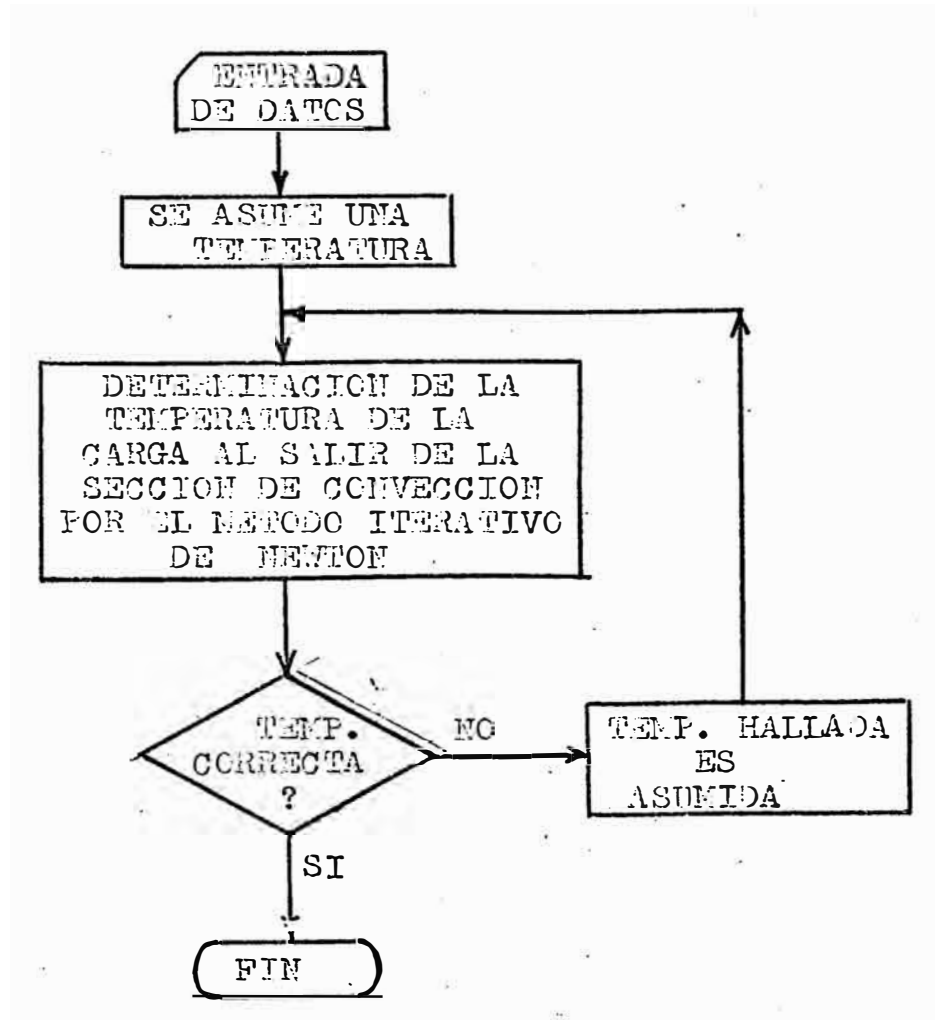 ENTRADA
DE DATOS
SE ASUME UNA
TEMPERATURA
DETERMINACION DE LA
TEMPERATURA DE LA
CARGA AL SALIR DE LA
SECCION DE CONVECCION
POR EL METODO ITERATIVO
DE NEWTON
TEMP.
CORRECTA
?
NO
TEMP. HALLADA
ES
ASUMIDA
SI
FIN